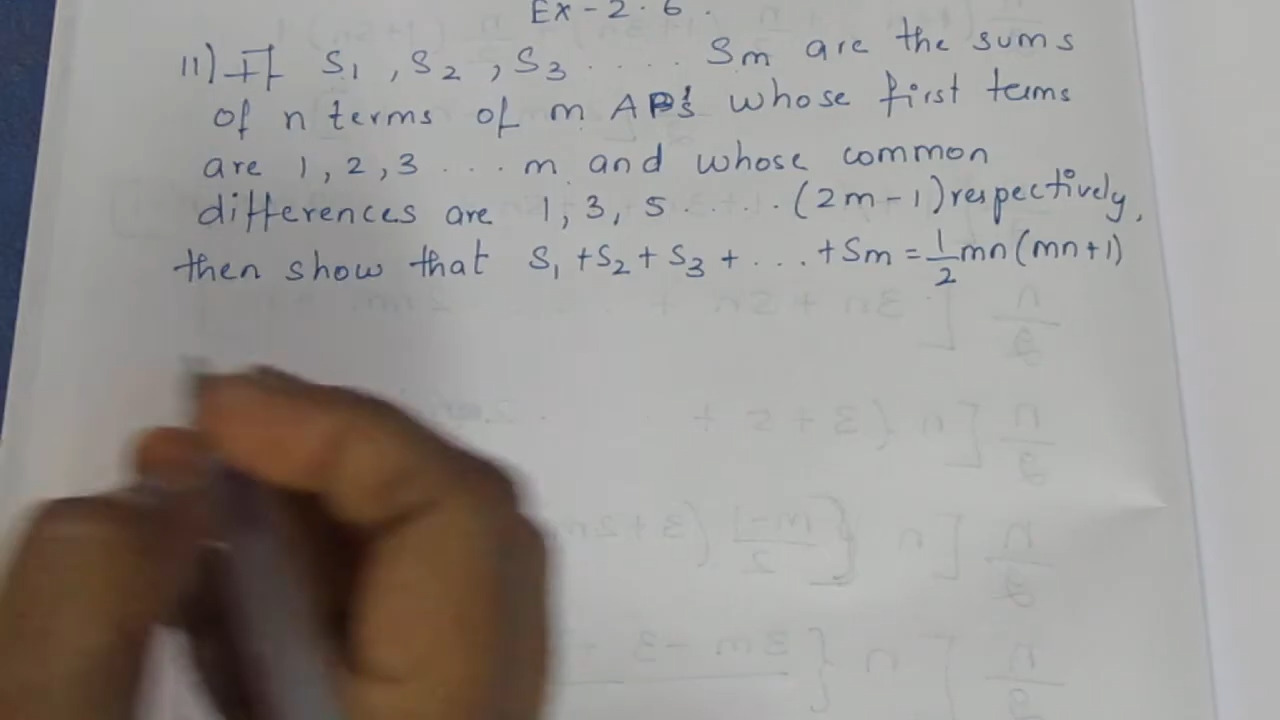 Ex-2.6.
11) If S₁, S₂, S₃ .... Sm are the sums
of n terms of m AP's whose first terms
are 1, 2, 3 ... m and whose common
differences are 1, 3, 5 ..... (2m-1) respectively,
then show that S₁ + S₂ + S₃ + ... + Sm = 1/2 mn (mn+1)